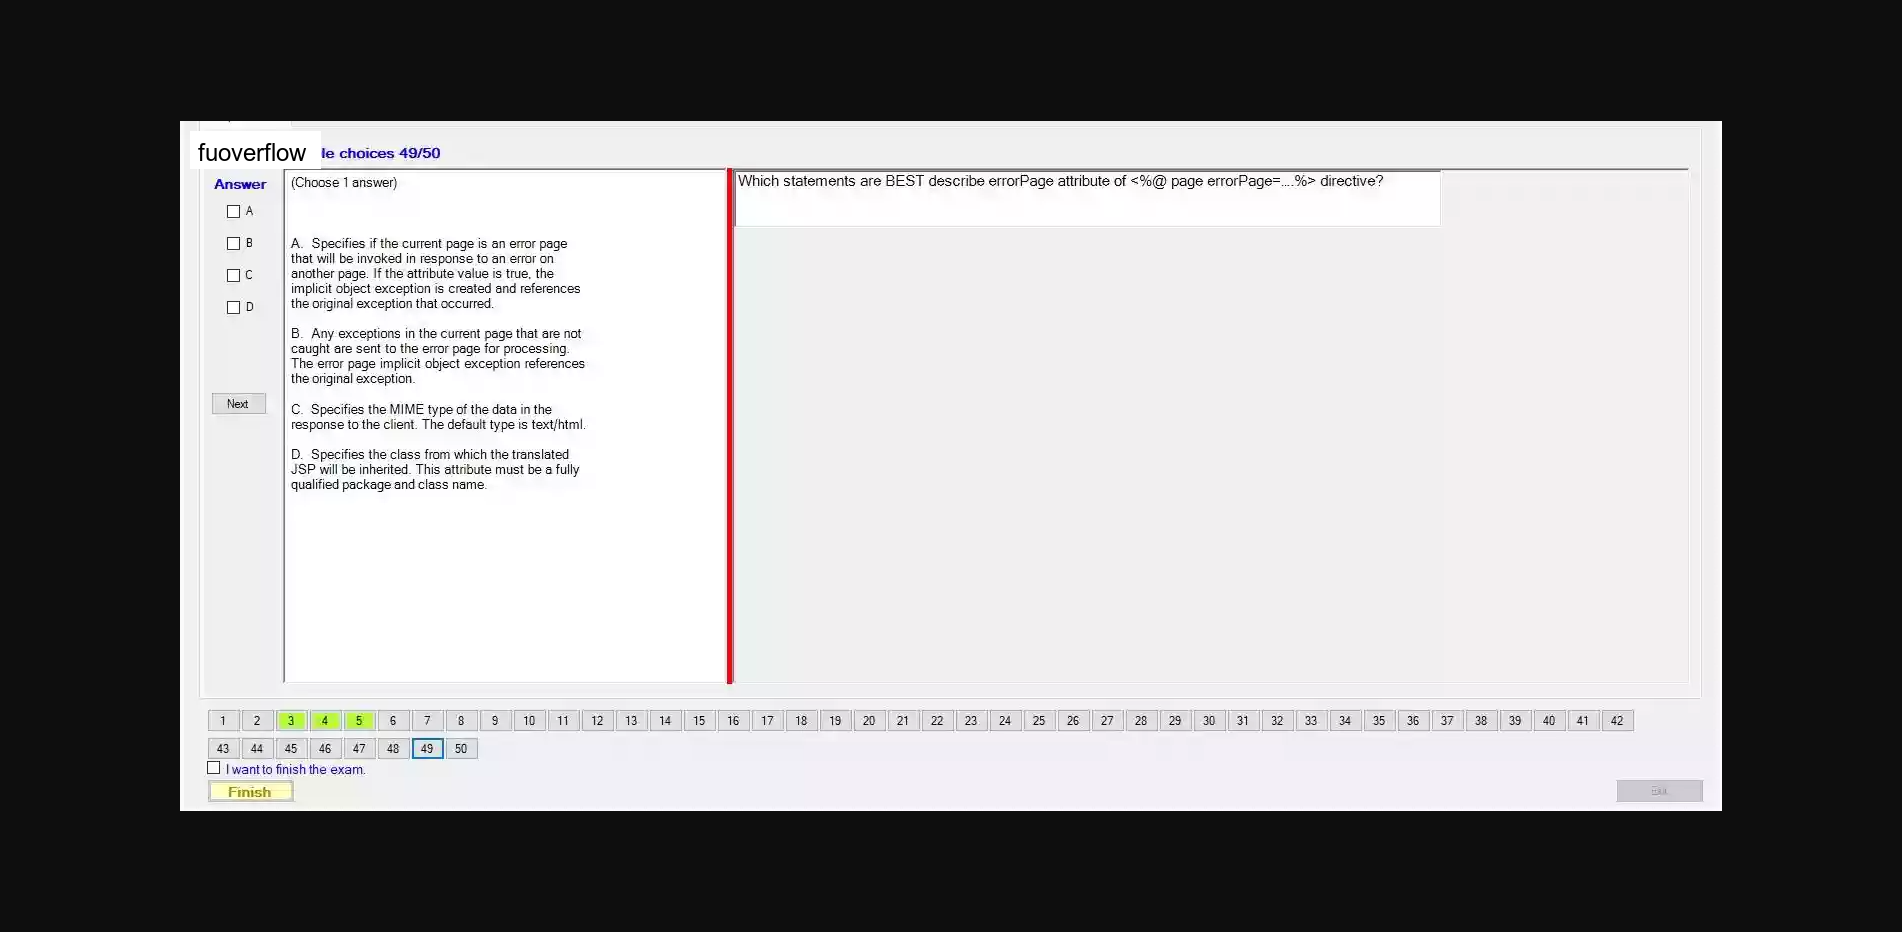 fuoverflow
le choices 49/50
Answer
(Choose 1 answer)
Which statements are BEST describe errorPage attribute of <%@ page errorPage=....%> directive?
A
B
C
D
Next
A. Specifies if the current page is an error page
that will be invoked in response to an error on
another page. If the attribute value is true, the
implicit object exception is created and references
the original exception that occurred.
B. Any exceptions in the current page that are not
caught are sent to the error page for processing.
The error page implicit object exception references
the original exception.
C. Specifies the MIME type of the data in the
response to the client. The default type is text/html.
D. Specifies the class from which the translated
JSP will be inherited. This attribute must be a fully
qualified package and class name.
1 2 3 4 5 6 7 8 9 10 11 12 13 14 15 16 17 18 19 20 21 22 23 24 25 26 27 28 29 30 31 32 33 34 35 36 37 38 39 40 41 42
43 44 45 46 47 48 49 50
I want to finish the exam.
Finish
Exit